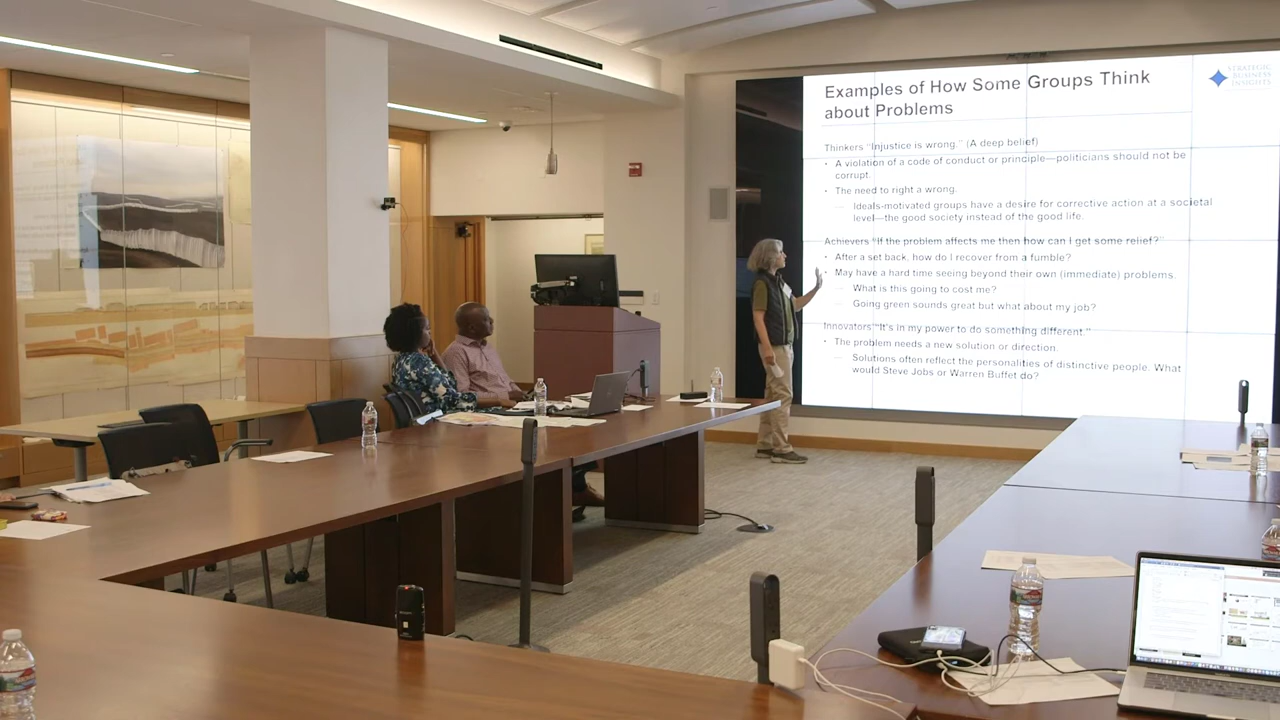 Examples of How Some Groups Think
about Problems
STRATEGIC
BUSINESS
INSIGHTS
Thinkers "Injustice is wrong." (A deep belief)
• A violation of a code of conduct or principle—politicians should not be
corrupt.
• The need to right a wrong.
— Ideals-motivated groups have a desire for corrective action at a societal
level—the good society instead of the good life.
Achievers "If the problem affects me then how can I get some relief?"
• After a set back, how do I recover from a fumble?
• May have a hard time seeing beyond their own (immediate) problems.
— What is this going to cost me?
— Going green sounds great but what about my job?
Innovators "It's in my power to do something different."
• The problem needs a new solution or direction.
— Solutions often reflect the personalities of distinctive people. What
would Steve Jobs or Warren Buffet do?